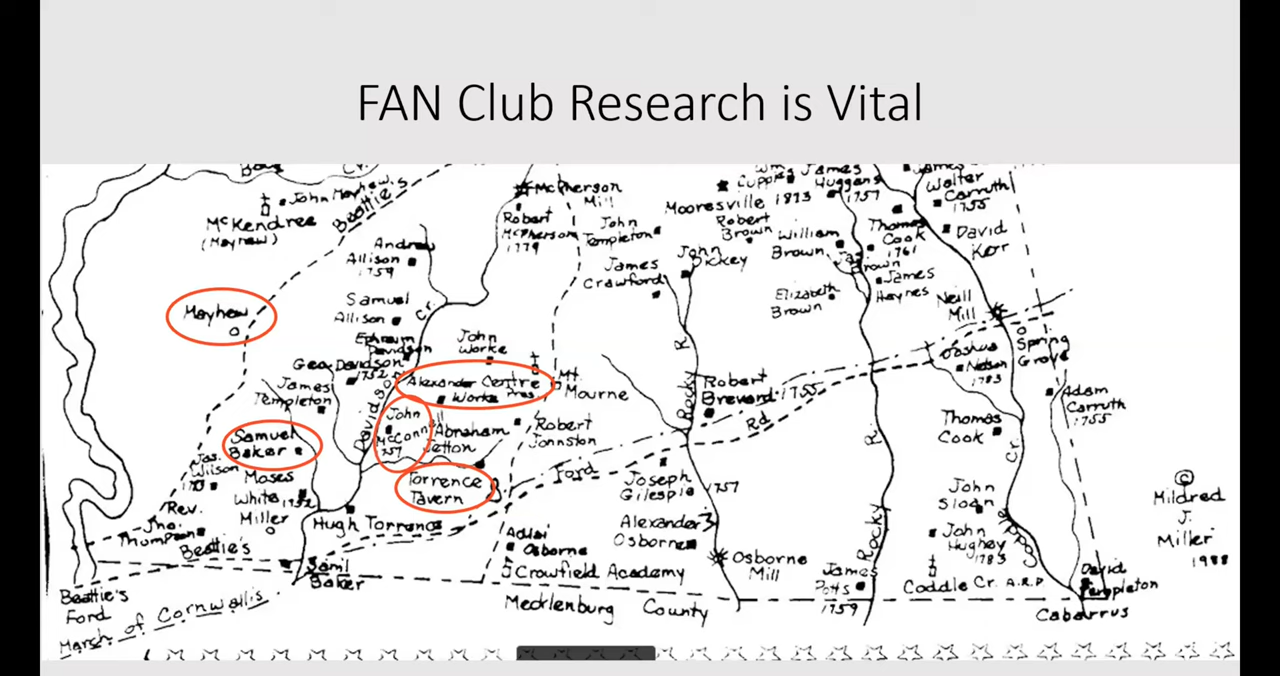 FAN Club Research is Vital
John Mayhew
Beattie's
McKendree
(Mayhew)
McPherson
Mill
Robert
McPherson
1779
John
Templeton
James
Crawford
Mooresville 1873
Robert
Brown
James
Huggans
1757
James
Walter
Carruth
1755
Thomas
Cook
1761
David
Kerr
William
Brown
John
Dickey
James
Haynes
Elizabeth
Brown
Andrew
Allison
1759
Samuel
Allison
Cr.
Mayhew
Ephraim
Davidson
Geo Davidson
1752
John
Worke
James
Templeton
Alexander
Worke
Centre
Pres
Mt.
Mourne
John
McConnell
757
Abraham
Jetton
Robert
Johnston
Samuel
Baker
Jas.
Wilson
Moses
White
1752
Miller
Torrence
Tavern
Hugh Torrence
Rev.
Jno.
Thompson
Beattie's
Saml
Baker
Beattie's
Ford
March of Cornwallis
Ford
Rd
R.
Rocky
Robert
Brevard
1755
Joseph
Gilespie
1757
Alexander
Osborne
Adlai
Osborne
Crowfield Academy
Osborne
Mill
Mecklenburg County
James
Potts
1759
Rocky
R.
Neill
Mill
Spring
Grove
Nelson
1783
Adam
Carruth
1755
Thomas
Cook
Cr.
John
Sloan
John
Hughey
1783
Coddle Cr. A.R.P.
David
Templeton
Cabarrus
©
Mildred
J.
Miller
1988